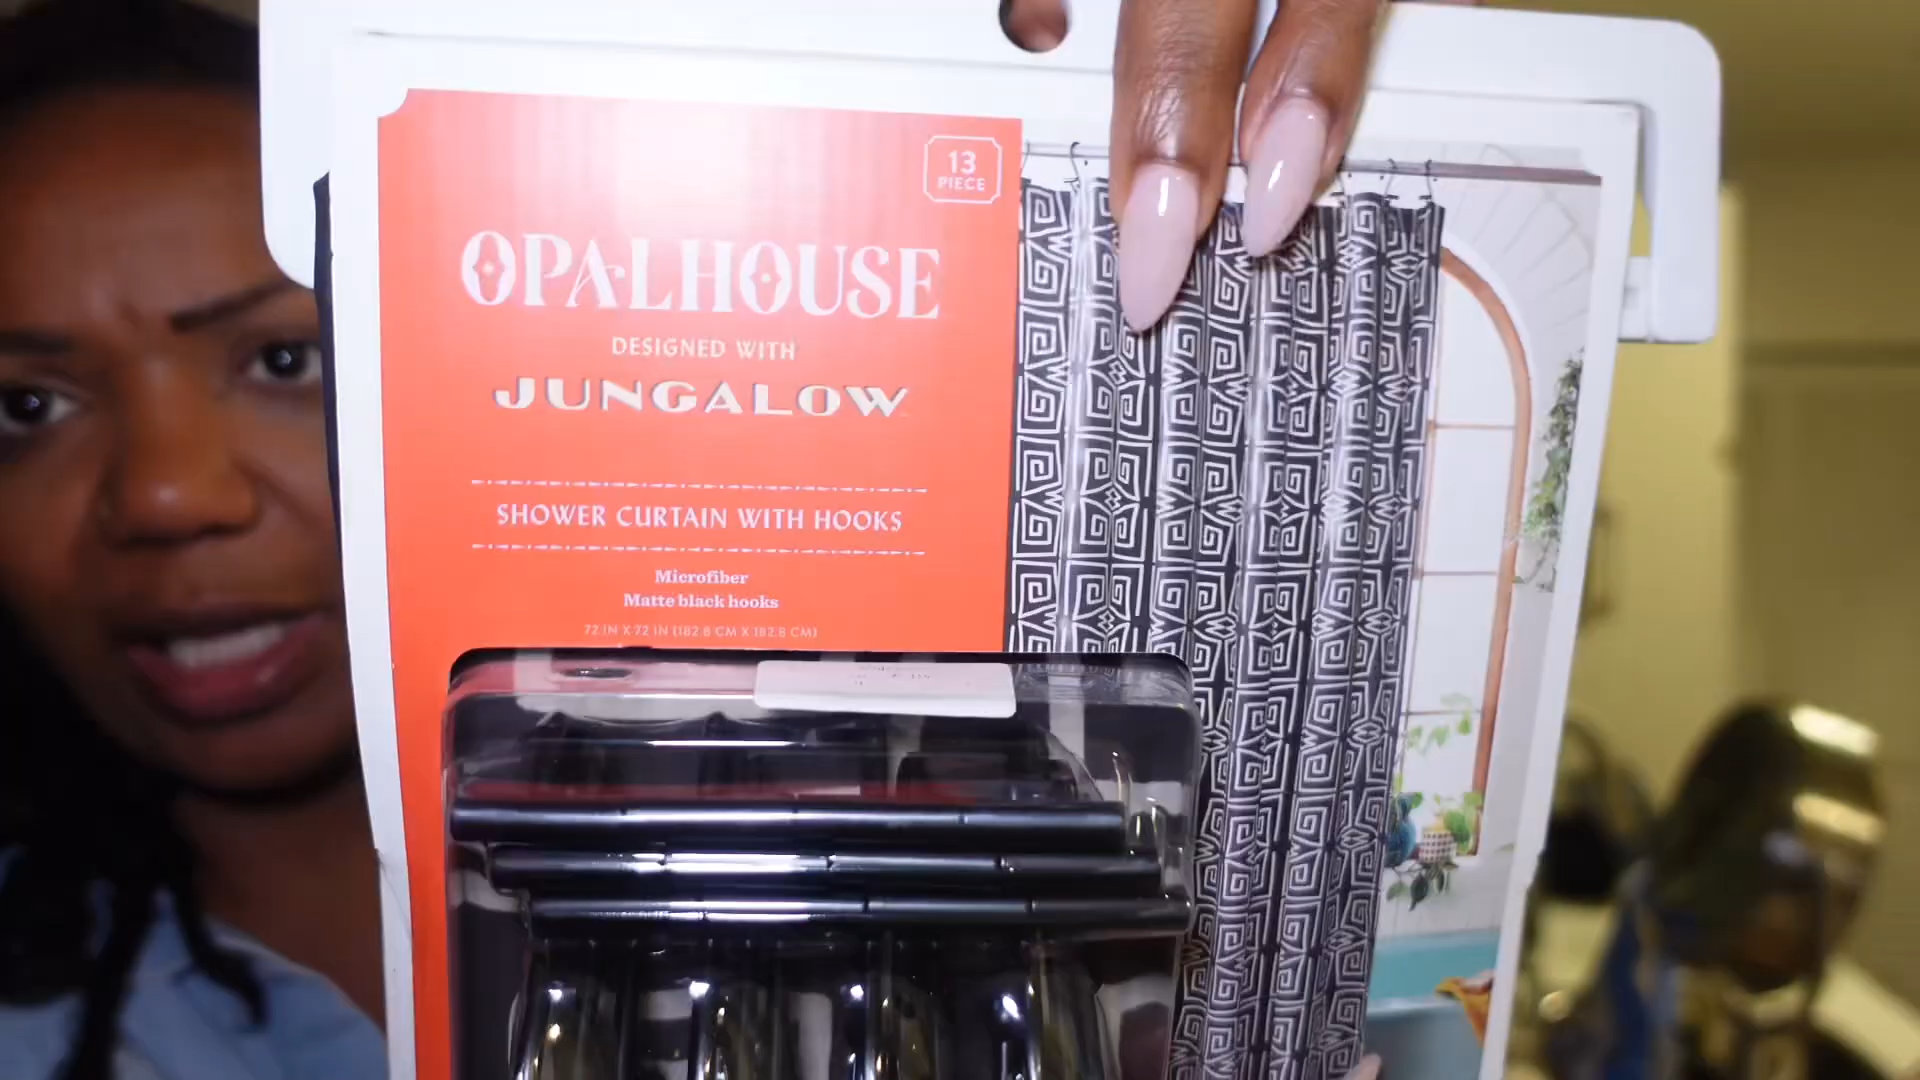 13
PIECE
OPALHOUSE
DESIGNED WITH
JUNGALOW
SHOWER CURTAIN WITH HOOKS
Microfiber
Matte black hooks
72 IN X 72 IN (182.8 CM X 182.8 CM)